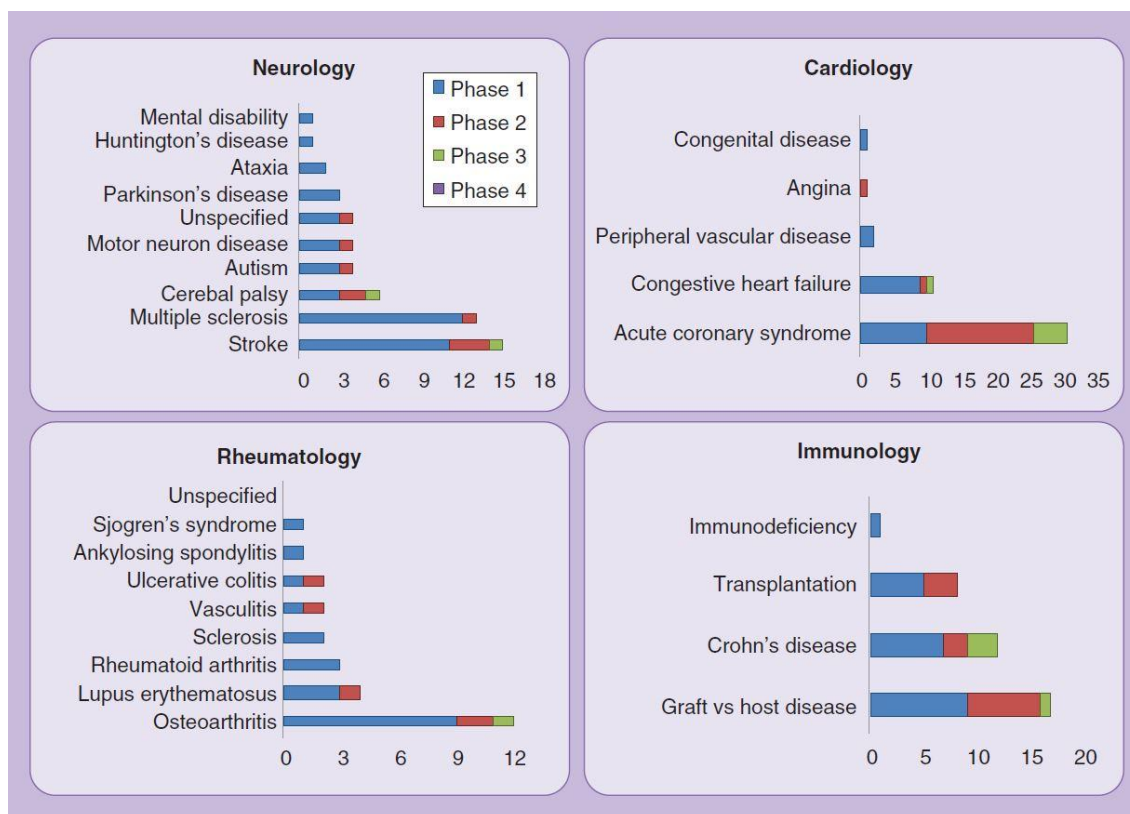 Neurology
Phase 1
Phase 2
Phase 3
Phase 4
Mental disability
Huntington's disease
Ataxia
Parkinson's disease
Unspecified
Motor neuron disease
Autism
Cerebal palsy
Multiple sclerosis
Stroke
0 3 6 9 12 15 18
Cardiology
Congenital disease
Angina
Peripheral vascular disease
Congestive heart failure
Acute coronary syndrome
0 5 10 15 20 25 30 35
Rheumatology
Unspecified
Sjogren's syndrome
Ankylosing spondylitis
Ulcerative colitis
Vasculitis
Sclerosis
Rheumatoid arthritis
Lupus erythematosus
Osteoarthritis
0 3 6 9 12
Immunology
Immunodeficiency
Transplantation
Crohn's disease
Graft vs host disease
0 5 10 15 20